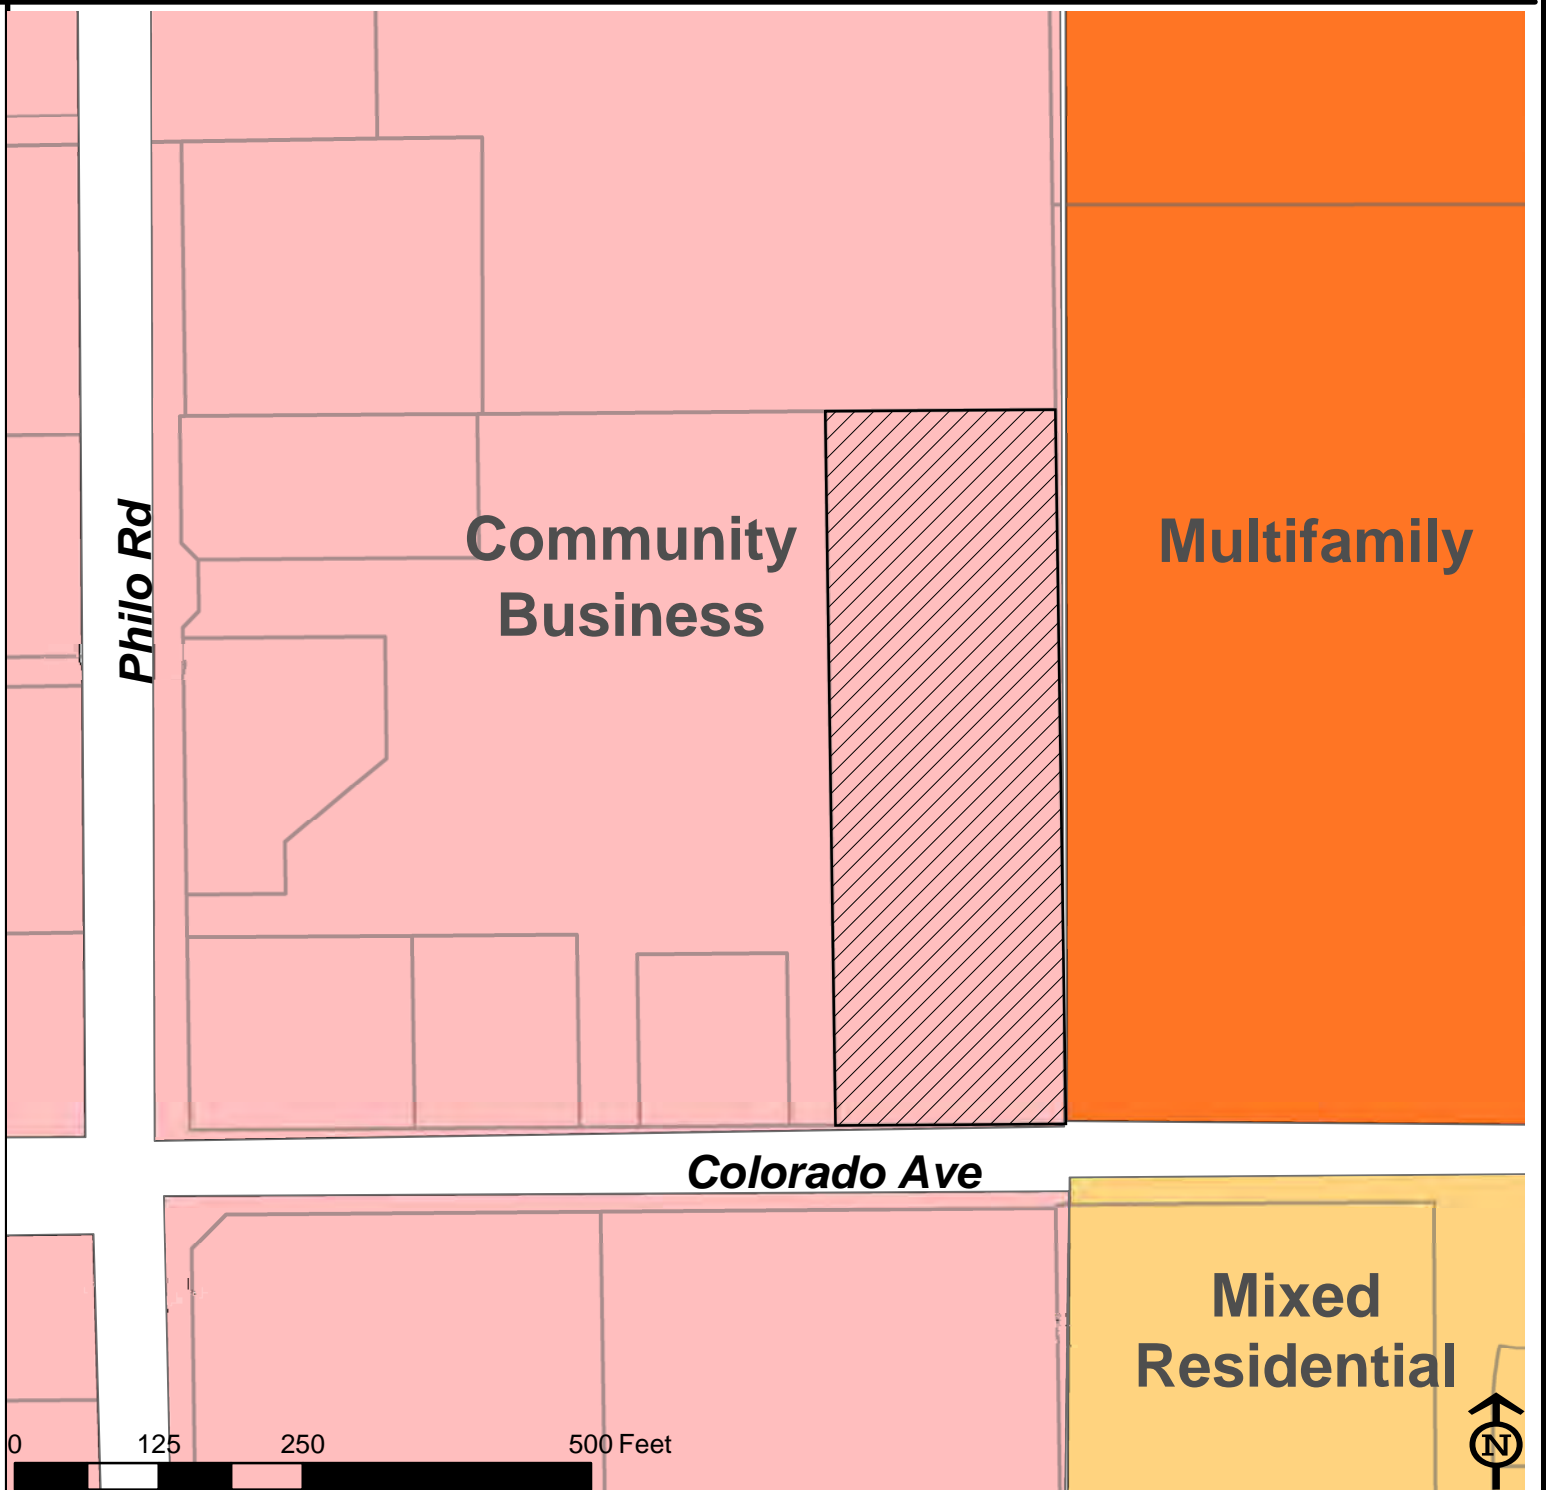 Philo Rd
Community
Business
Multifamily
Colorado Ave
Mixed
Residential
0 125 250 500 Feet
N